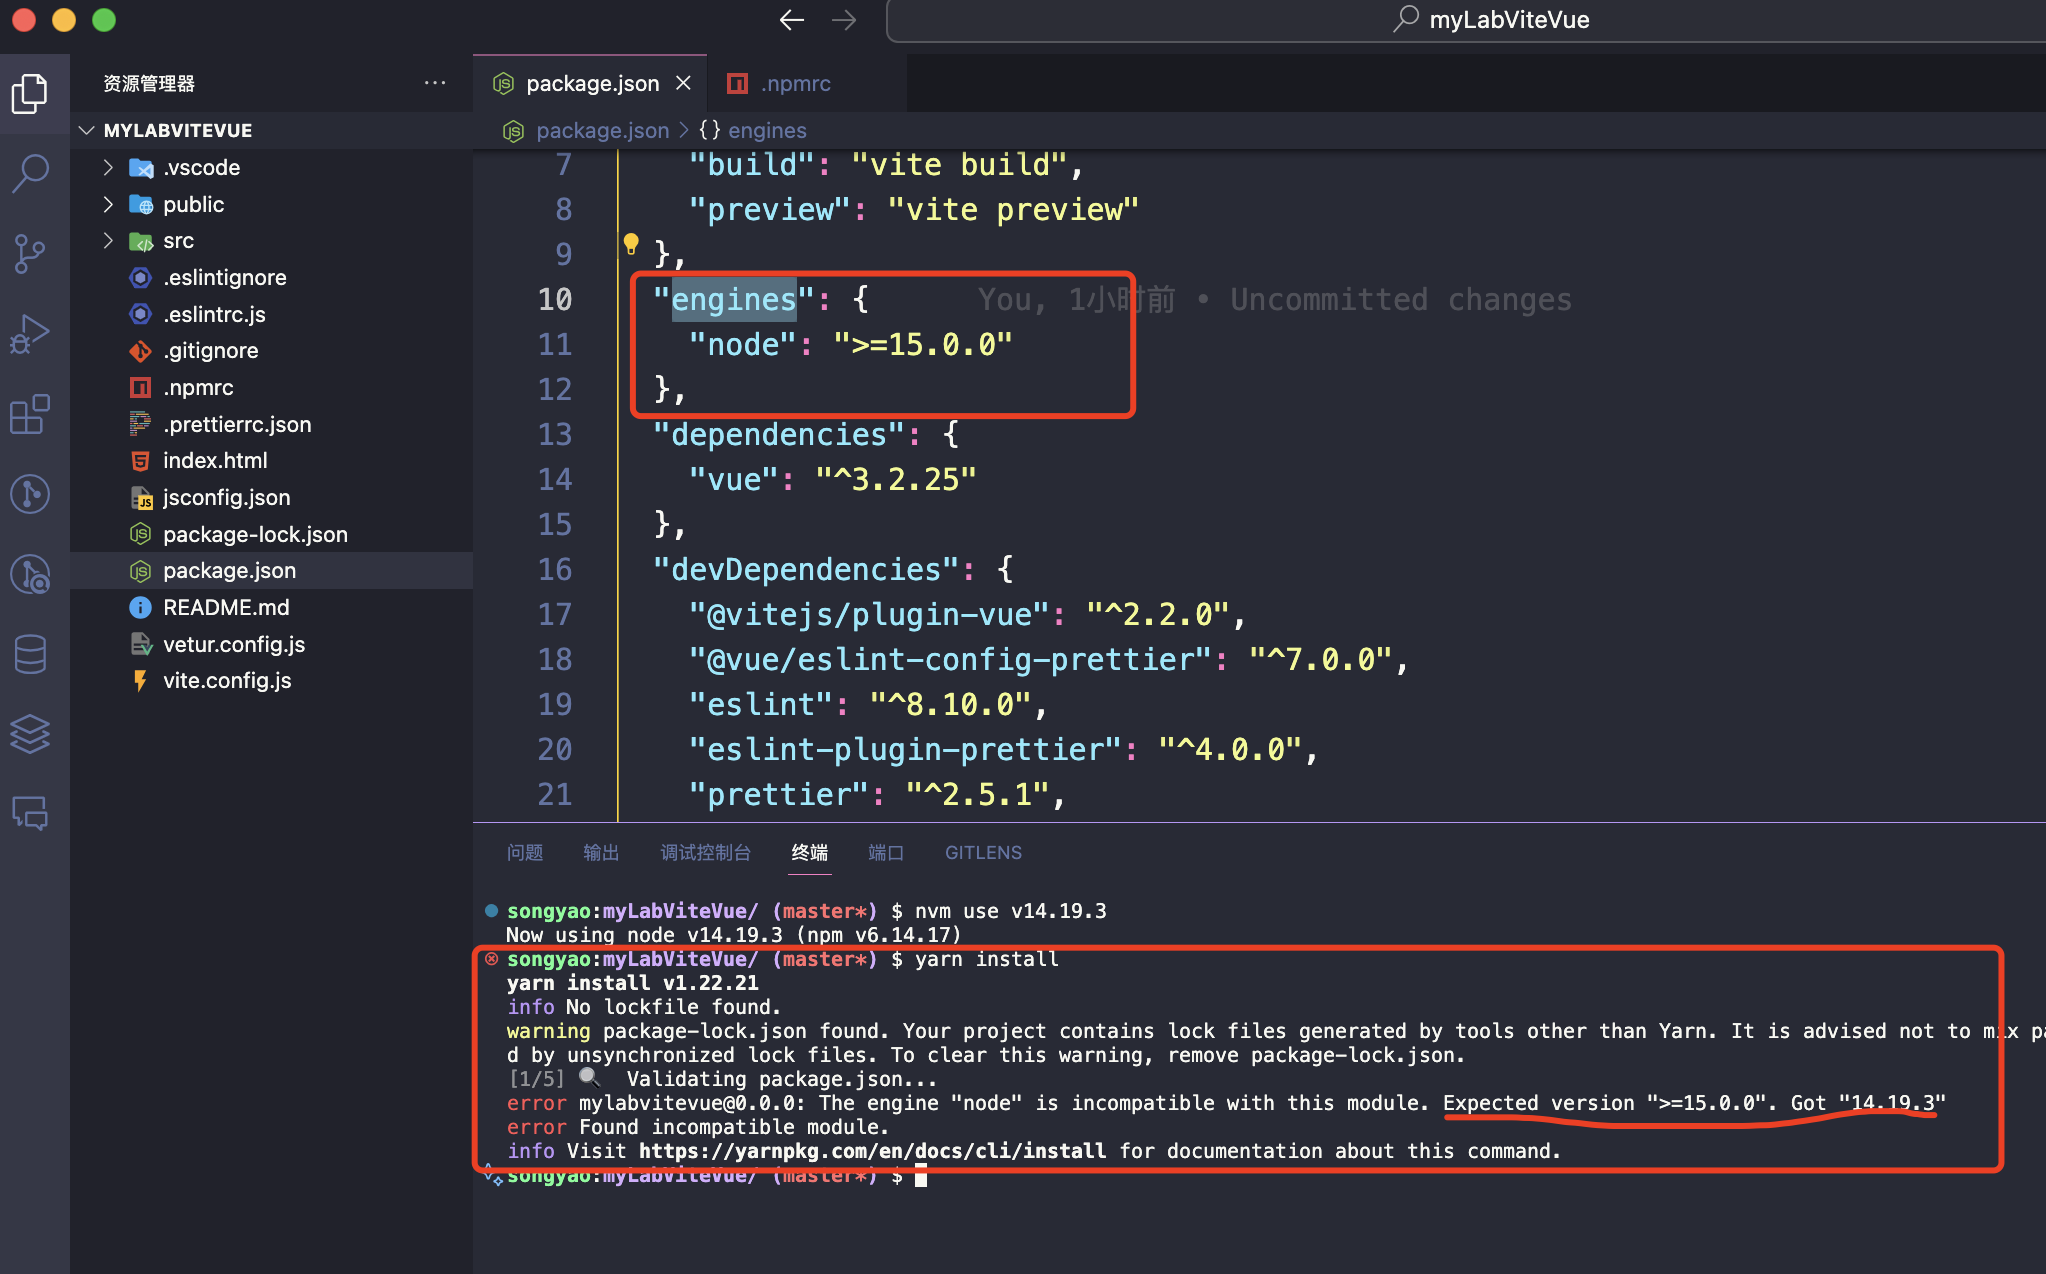 myLabViteVue
资源管理器
package.json
.npmrc
MYLABVITEVUE
.vscode
public
src
.eslintignore
.eslintrc.js
.gitignore
.npmrc
.prettierrc.json
index.html
jsconfig.json
package-lock.json
package.json
README.md
vetur.config.js
vite.config.js
package.json > {} engines
7 "build": "vite build",
8 "preview": "vite preview"
9 },
10 "engines": { You, 1小时前 • Uncommitted changes
11 "node": ">=15.0.0"
12 },
13 "dependencies": {
14 "vue": "^3.2.25"
15 },
16 "devDependencies": {
17 "@vitejs/plugin-vue": "^2.2.0",
18 "@vue/eslint-config-prettier": "^7.0.0",
19 "eslint": "^8.10.0",
20 "eslint-plugin-prettier": "^4.0.0",
21 "prettier": "^2.5.1",
问题 输出 调试控制台 终端 端口 GITLENS
songyao:myLabViteVue/ (master*) $ nvm use v14.19.3
Now using node v14.19.3 (npm v6.14.17)
songyao:myLabViteVue/ (master*) $ yarn install
yarn install v1.22.21
info No lockfile found.
warning package-lock.json found. Your project contains lock files generated by tools other than Yarn. It is advised not to mix pa
d by unsynchronized lock files. To clear this warning, remove package-lock.json.
[1/5] 🔍 Validating package.json...
error mylabvitevue@0.0.0: The engine "node" is incompatible with this module. Expected version ">=15.0.0". Got "14.19.3"
error Found incompatible module.
info Visit https://yarnpkg.com/en/docs/cli/install for documentation about this command.
songyao:myLabViteVue/ (master*) $